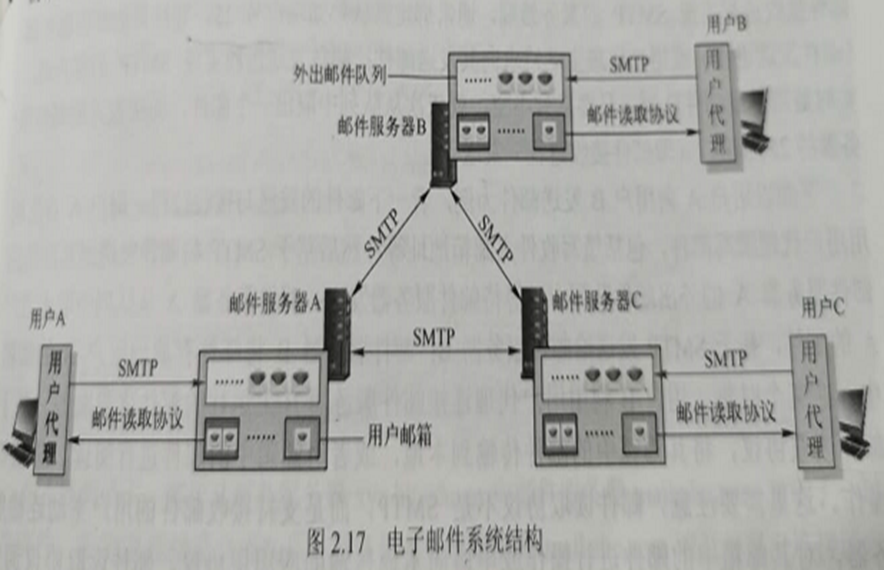 用户B
外出邮件队列
SMTP
用户代理
邮件服务器B
邮件读取协议
SMTP
SMTP
邮件服务器A
邮件服务器C
用户A
用户C
SMTP
用户代理
SMTP
SMTP
用户代理
邮件读取协议
用户邮箱
邮件读取协议
图 2.17 电子邮件系统结构